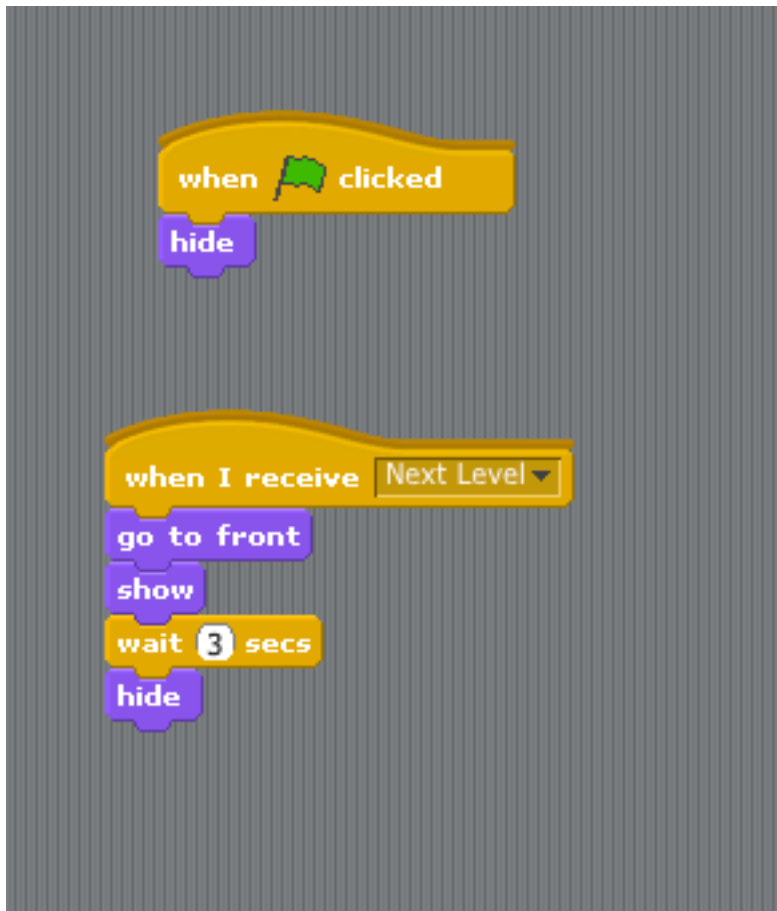 when clicked
hide
when I receive Next Level
go to front
show
wait 3 secs
hide